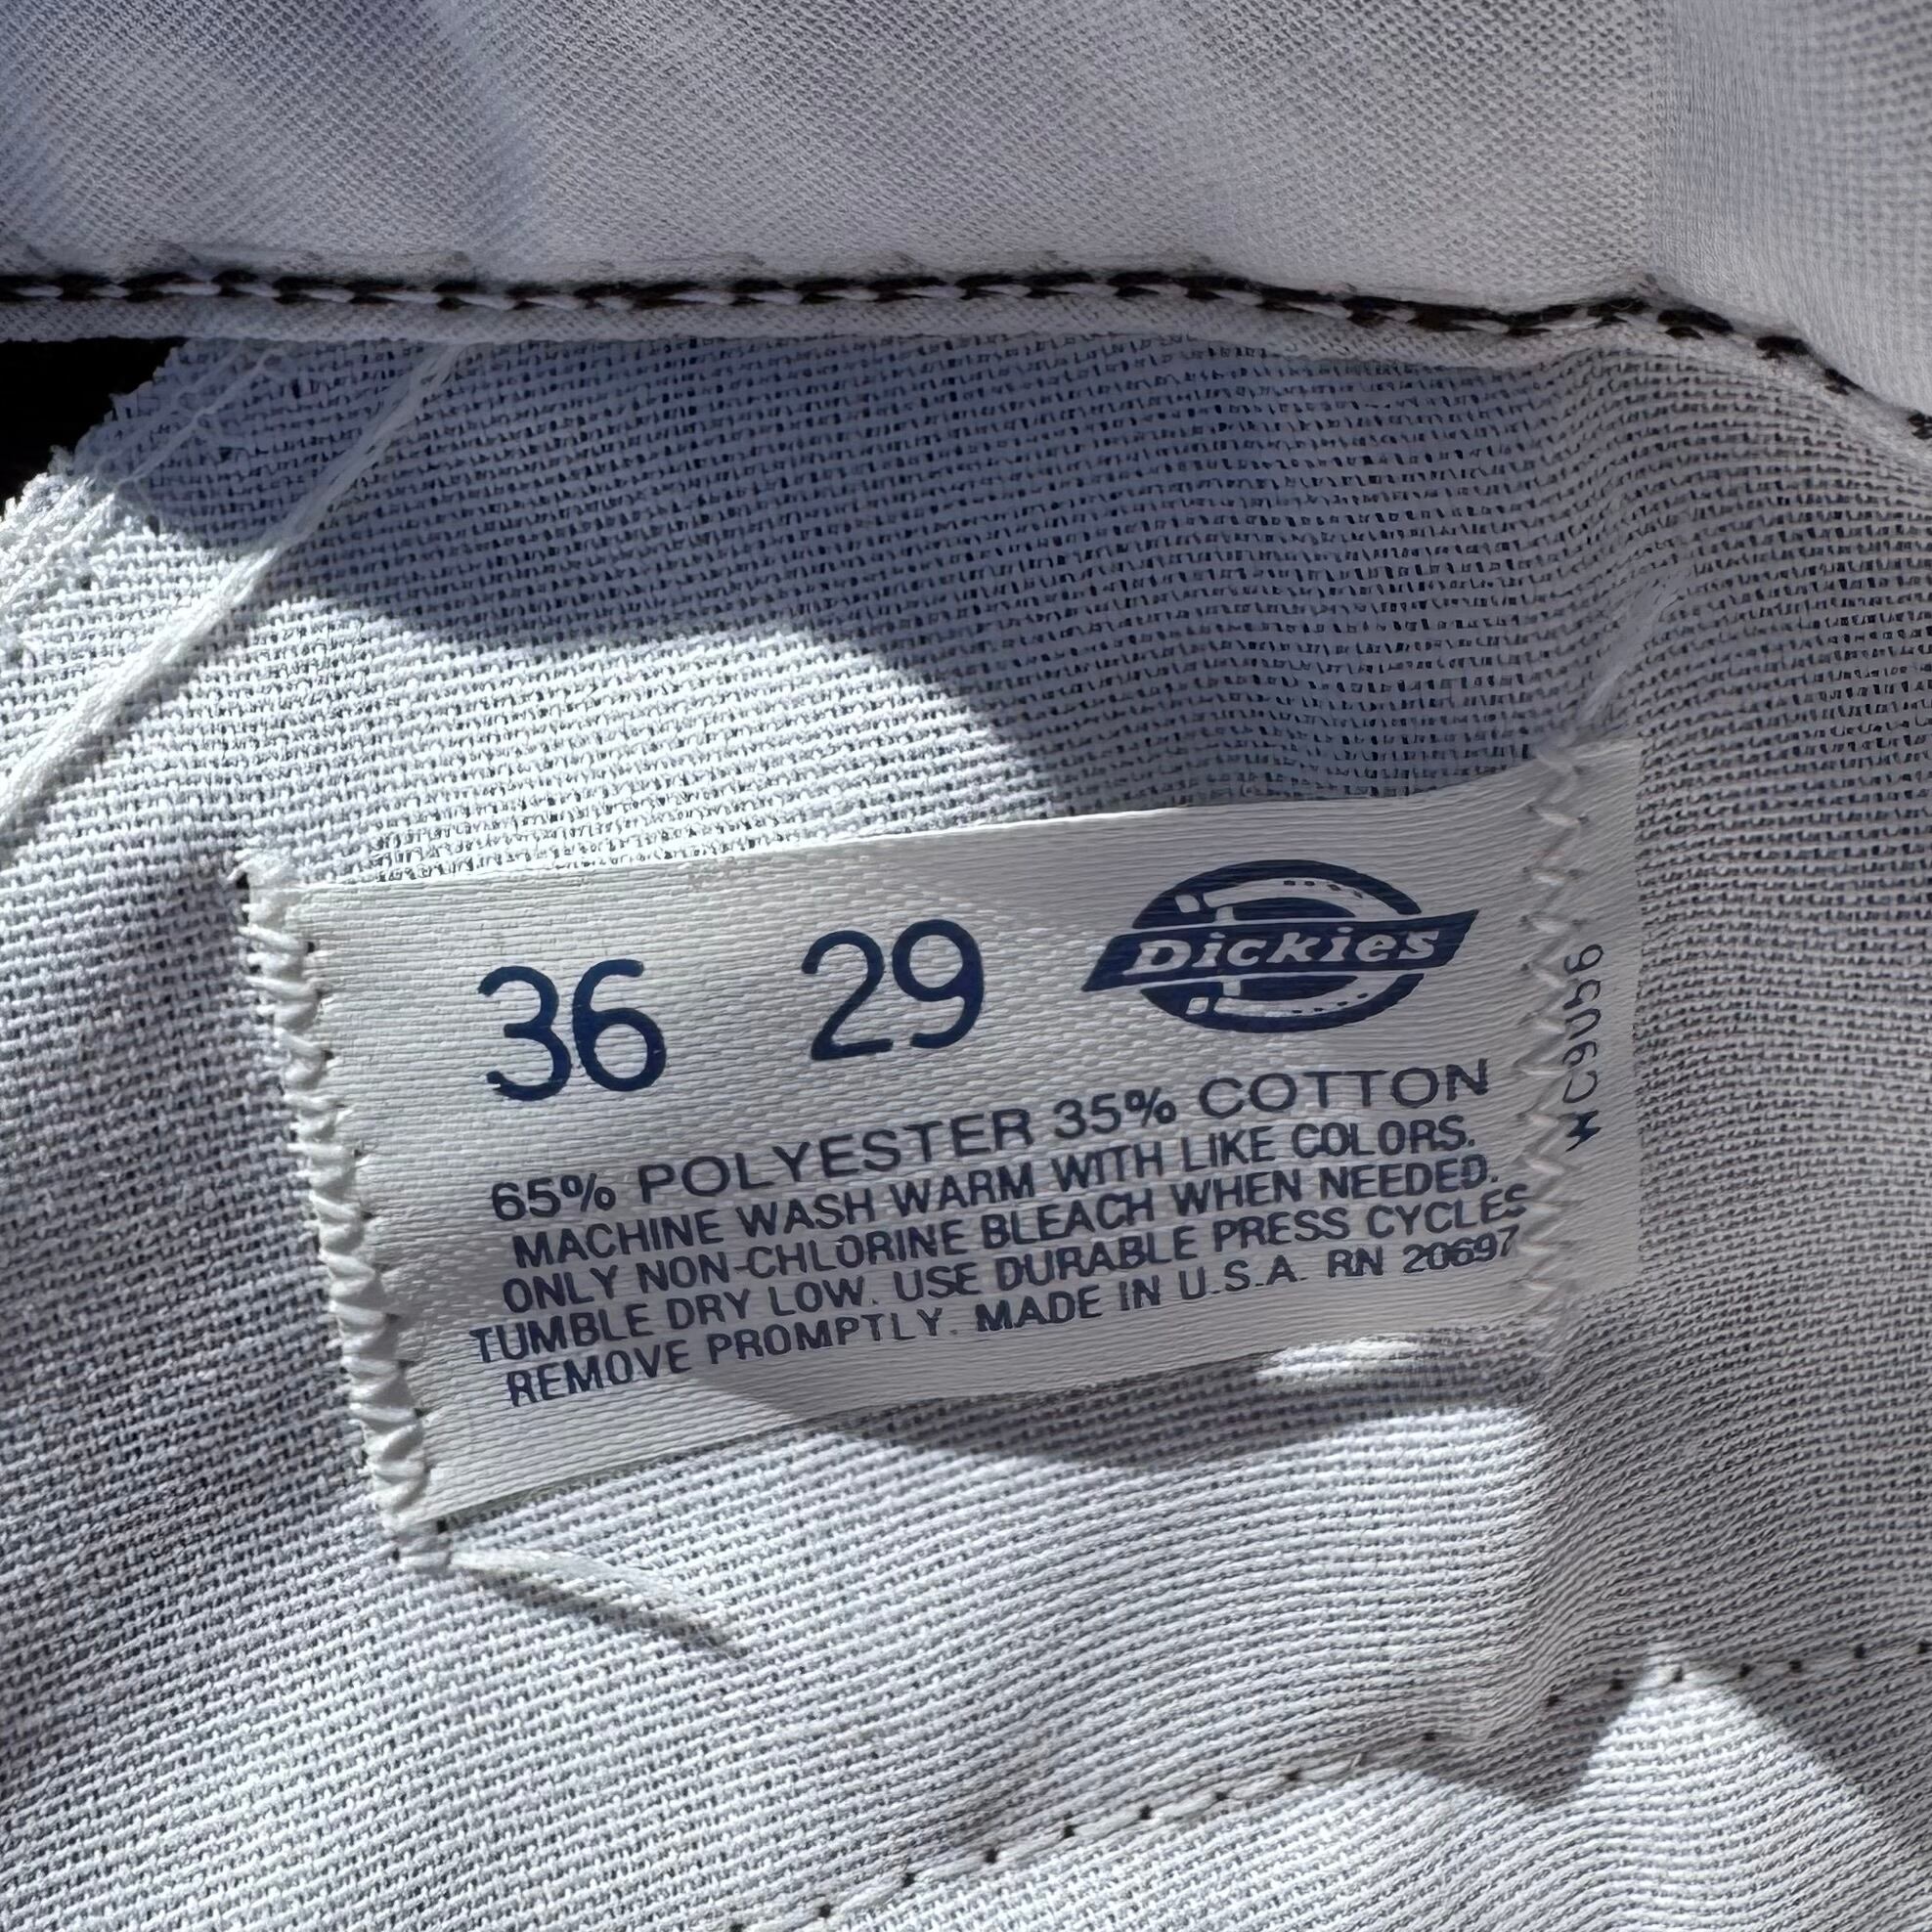 36 29 Dickies
65% POLYESTER 35% COTTON
MACHINE WASH WARM WITH LIKE COLORS.
ONLY NON-CHLORINE BLEACH WHEN NEEDED.
TUMBLE DRY LOW. USE DURABLE PRESS CYCLES
REMOVE PROMPTLY. MADE IN U.S.A. RN 20697